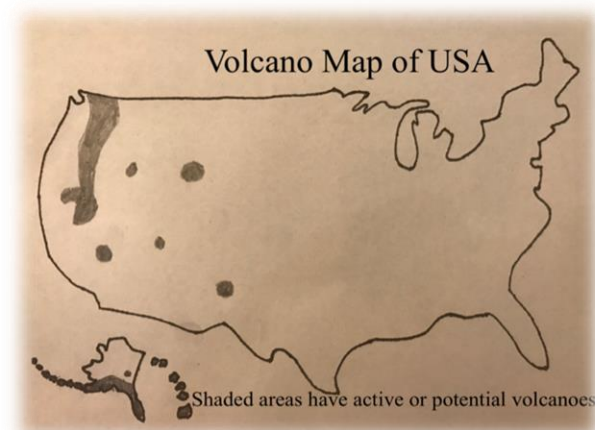 Volcano Map of USA
Shaded areas have active or potential volcanoes